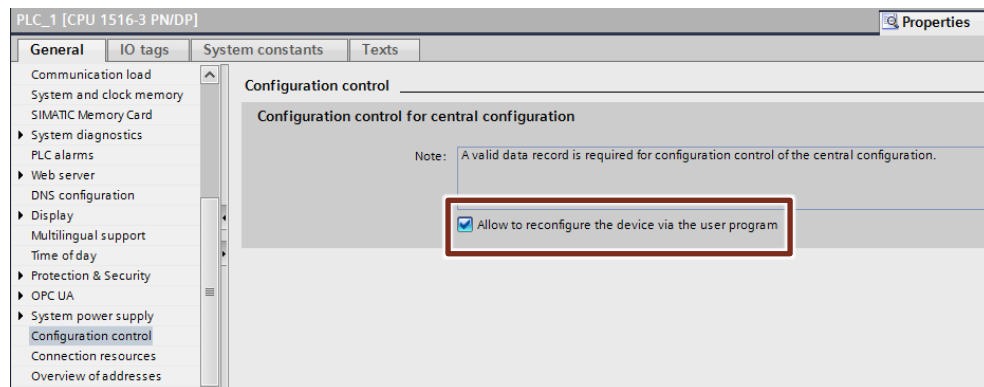 PLC_1 [CPU 1516-3 PN/DP]
Properties
General
IO tags
System constants
Texts
Communication load
System and clock memory
SIMATIC Memory Card
System diagnostics
PLC alarms
Web server
DNS configuration
Display
Multilingual support
Time of day
Protection & Security
OPC UA
System power supply
Configuration control
Connection resources
Overview of addresses
Configuration control
Configuration control for central configuration
Note: A valid data record is required for configuration control of the central configuration.
Allow to reconfigure the device via the user program